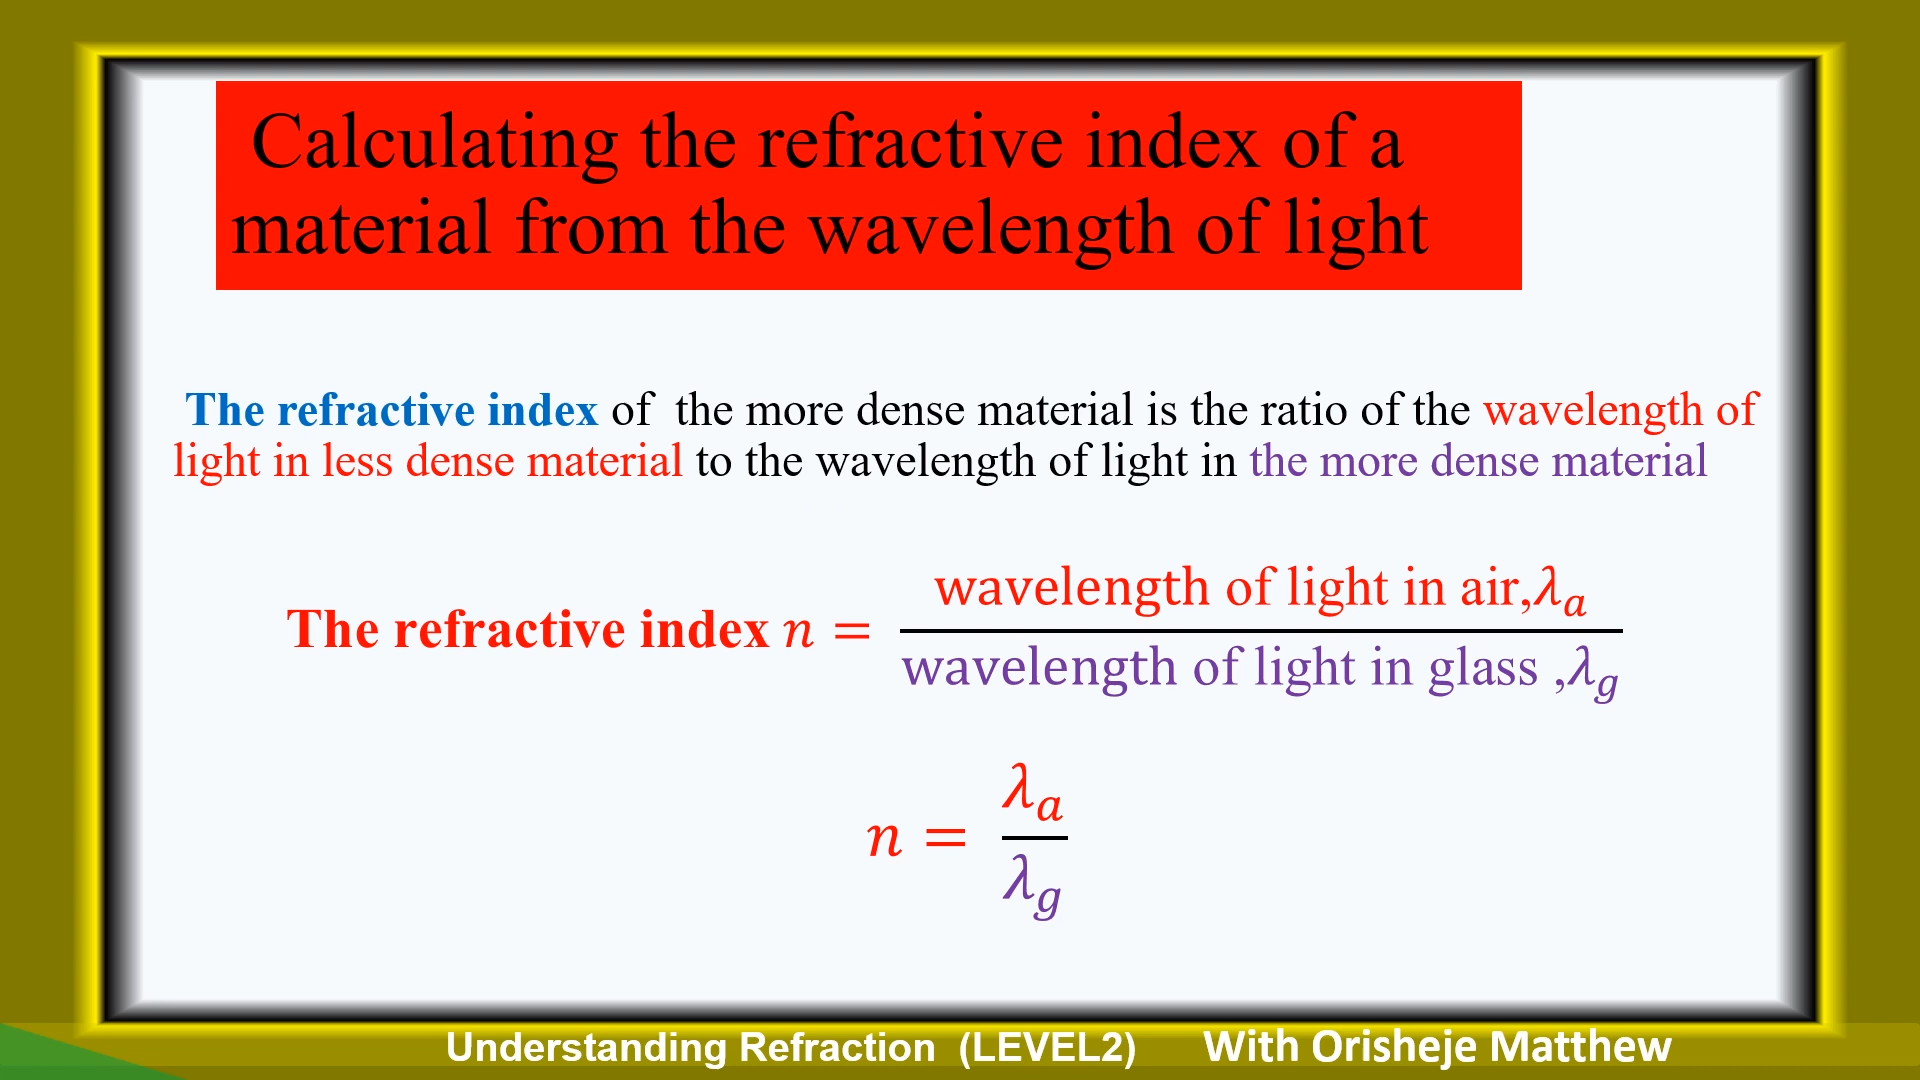 Calculating the refractive index of a
material from the wavelength of light
The refractive index of the more dense material is the ratio of the wavelength of
light in less dense material to the wavelength of light in the more dense material
The refractive index n = wavelength of light in air,λₐ / wavelength of light in glass ,λg
n = λₐ / λg
Understanding Refraction (LEVEL2) With Orisheje Matthew